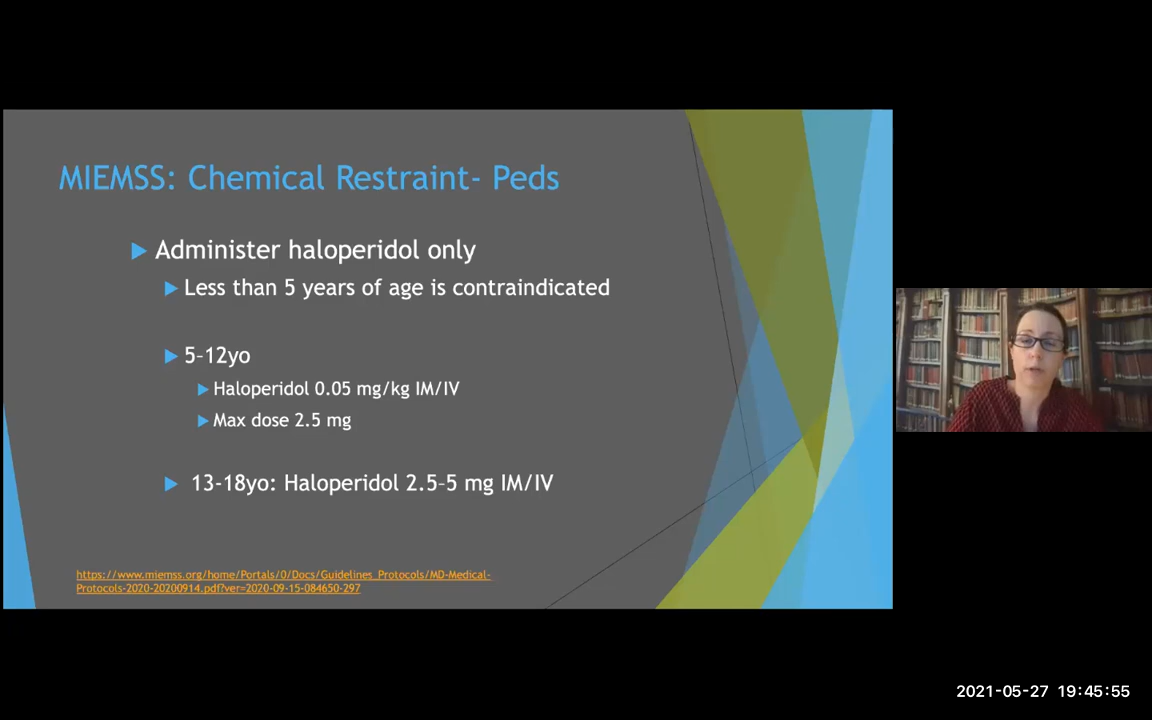 MIEMSS: Chemical Restraint- Peds
Administer haloperidol only
Less than 5 years of age is contraindicated
5-12yo
Haloperidol 0.05 mg/kg IM/IV
Max dose 2.5 mg
13-18yo: Haloperidol 2.5-5 mg IM/IV
https://www.miemss.org/home/Portals/0/Docs/Guidelines_Protocols/MD-Medical-
Protocols-2020-20200914.pdf?ver=2020-09-15-084650-297
2021-05-27 19:45:55